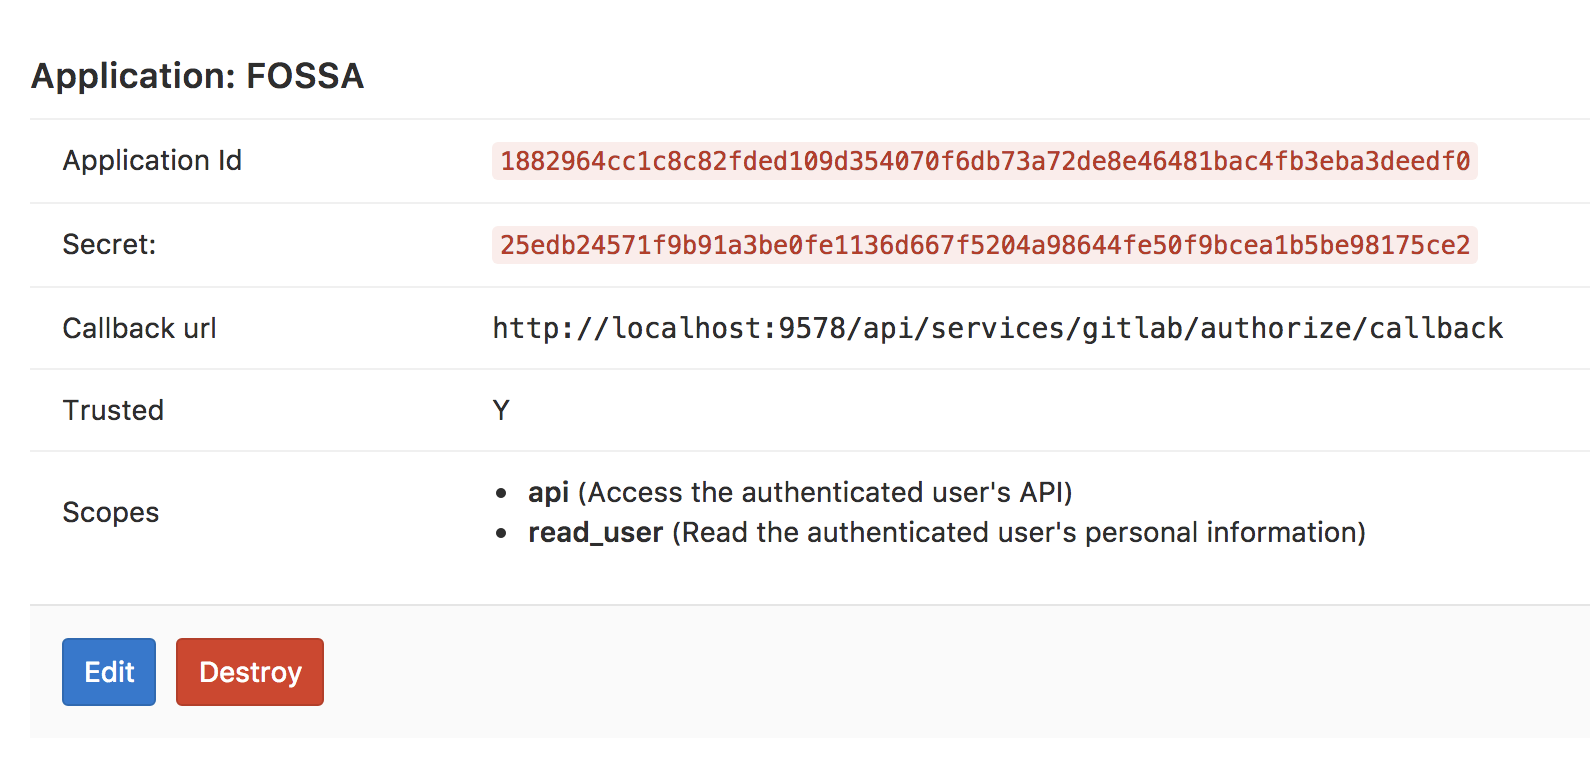 Application: FOSSA
Application Id 1882964cc1c8c82fded109d354070f6db73a72de8e46481bac4fb3eba3deedf0
Secret: 25edb24571f9b91a3be0fe1136d667f5204a98644fe50f9bcea1b5be98175ce2
Callback url http://localhost:9578/api/services/gitlab/authorize/callback
Trusted Y
Scopes
• api (Access the authenticated user's API)
• read_user (Read the authenticated user's personal information)
Edit Destroy